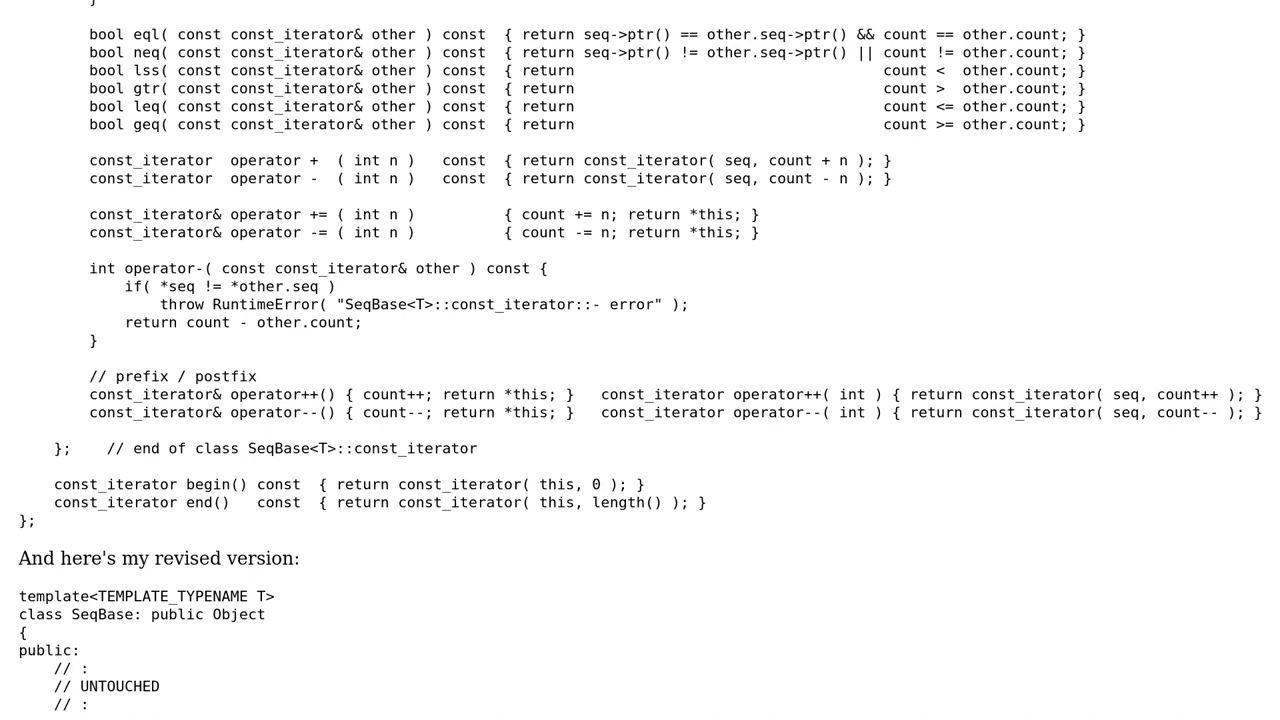 }
bool eql( const const_iterator& other ) const  { return seq->ptr() == other.seq->ptr() && count == other.count; }
bool neq( const const_iterator& other ) const  { return seq->ptr() != other.seq->ptr() || count != other.count; }
bool lss( const const_iterator& other ) const  { return                                   count <  other.count; }
bool gtr( const const_iterator& other ) const  { return                                   count >  other.count; }
bool leq( const const_iterator& other ) const  { return                                   count <= other.count; }
bool geq( const const_iterator& other ) const  { return                                   count >= other.count; }
const_iterator  operator +  ( int n )   const  { return const_iterator( seq, count + n ); }
const_iterator  operator -  ( int n )   const  { return const_iterator( seq, count - n ); }
const_iterator& operator += ( int n )          { count += n; return *this; }
const_iterator& operator -= ( int n )          { count -= n; return *this; }
int operator-( const const_iterator& other ) const {
if( *seq != *other.seq )
throw RuntimeError( "SeqBase<T>::const_iterator::- error" );
return count - other.count;
}
// prefix / postfix
const_iterator& operator++() { count++; return *this; }   const_iterator operator++( int ) { return const_iterator( seq, count++ ); }
const_iterator& operator--() { count--; return *this; }   const_iterator operator--( int ) { return const_iterator( seq, count-- ); }
};    // end of class SeqBase<T>::const_iterator
const_iterator begin() const  { return const_iterator( this, 0 ); }
const_iterator end()   const  { return const_iterator( this, length() ); }
};
And here's my revised version:
template<TEMPLATE_TYPENAME T>
class SeqBase: public Object
{
public:
// :
// UNTOUCHED
// :